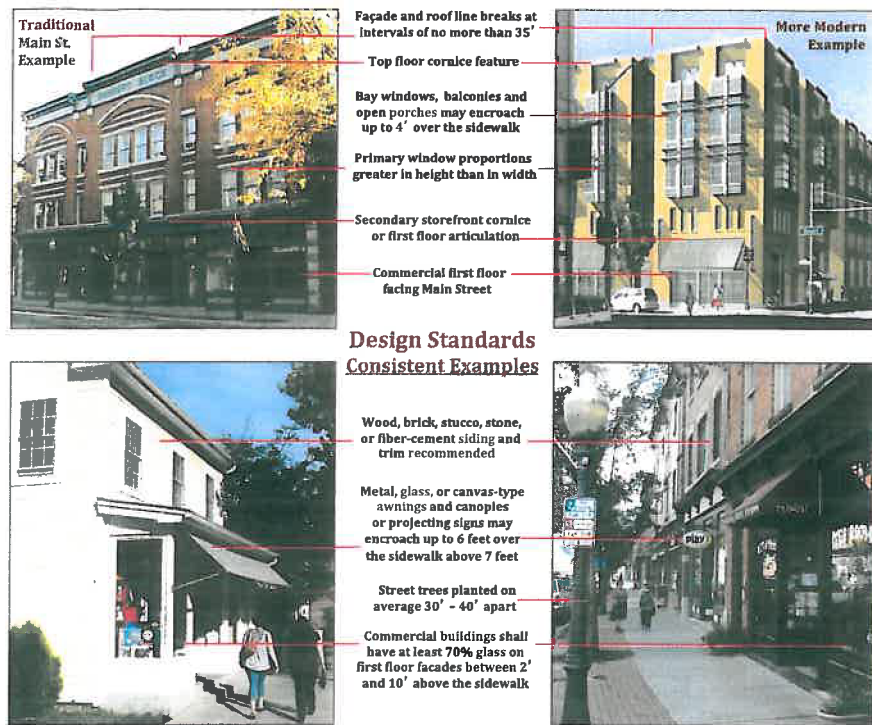 Traditional
Main St.
Example
Façade and roof line breaks at
intervals of no more than 35'
More Modern
Example
Top floor cornice feature
Bay windows, balconies and
open porches may encroach
up to 4' over the sidewalk
Primary window proportions
greater in height than in width
Secondary storefront cornice
or first floor articulation
Commercial first floor
facing Main Street
Design Standards
Consistent Examples
Wood, brick, stucco, stone,
or fiber-cement siding and
trim recommended
Metal, glass, or canvas-type
awnings and canopies
or projecting signs may
encroach up to 6 feet over
the sidewalk above 7 feet
PLAY
Street trees planted on
average 30' - 40' apart
Commercial buildings shall
have at least 70% glass on
first floor facades between 2'
and 10' above the sidewalk